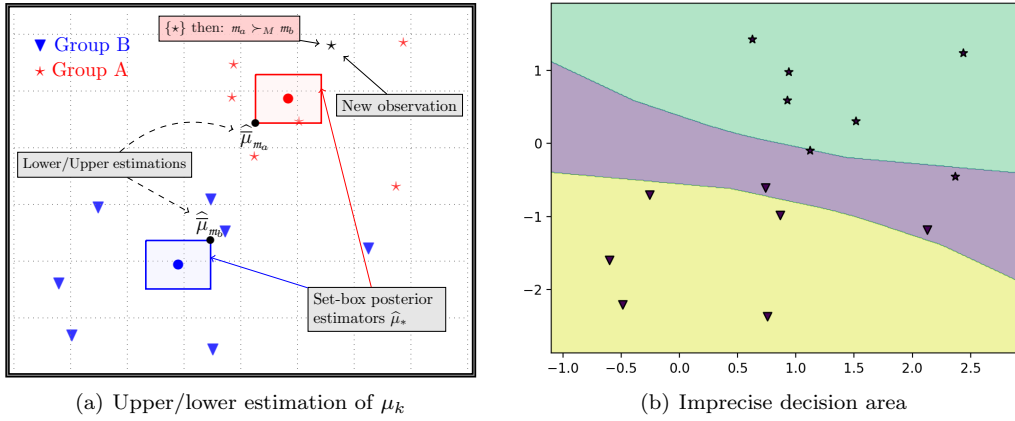 {⋆} then: m_a ≻_M m_b
Group B
Group A
New observation
μ̂_{m_a}
Lower/Upper estimations
μ̂_{m_b}
Set-box posterior
estimators μ̂_*
(a) Upper/lower estimation of μ_k
1
0
−1
−2
−1.0 −0.5 0.0 0.5 1.0 1.5 2.0 2.5
(b) Imprecise decision area